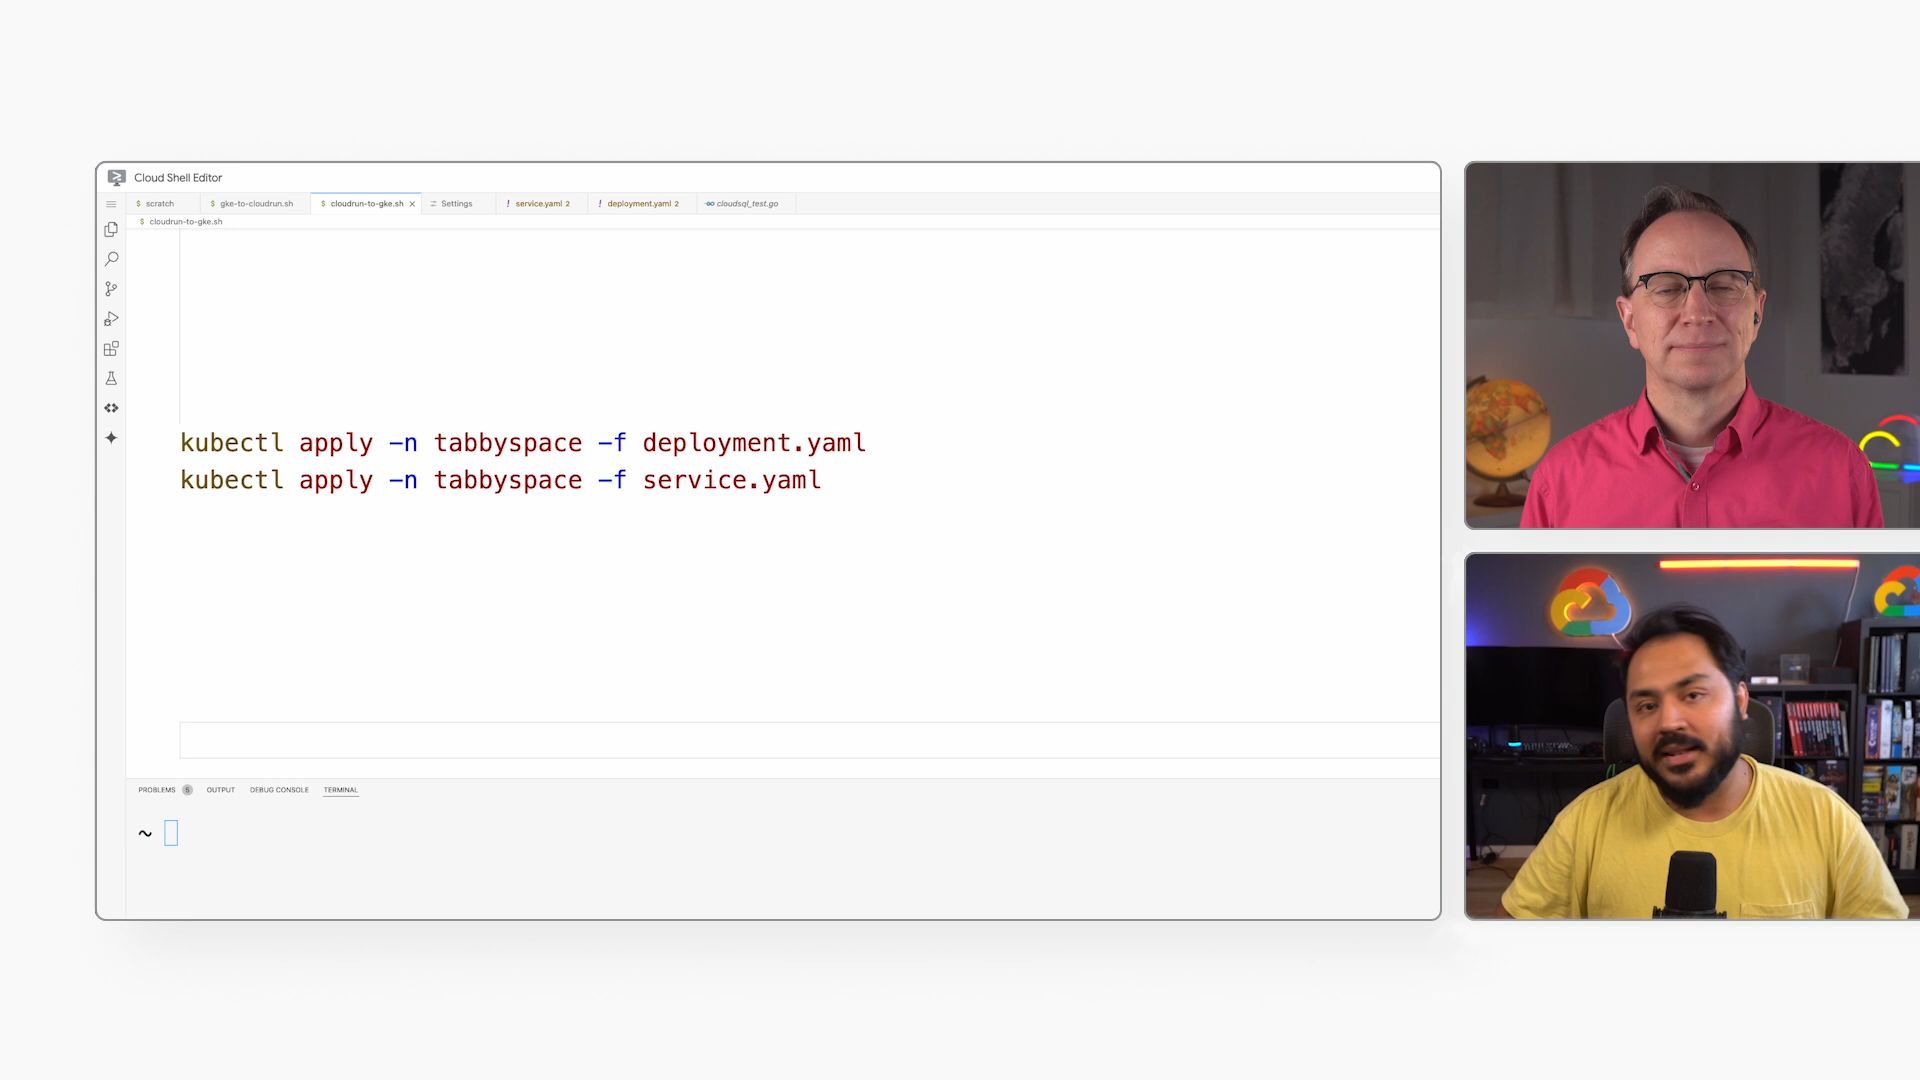 Cloud Shell Editor
$ scratch
$ gke-to-cloudrun.sh
$ cloudrun-to-gke.sh
Settings
! service.yaml 2
! deployment.yaml 2
cloudsql_test.go
$ cloudrun-to-gke.sh
kubectl apply -n tabbyspace -f deployment.yaml
kubectl apply -n tabbyspace -f service.yaml
PROBLEMS 5 OUTPUT DEBUG CONSOLE TERMINAL
~